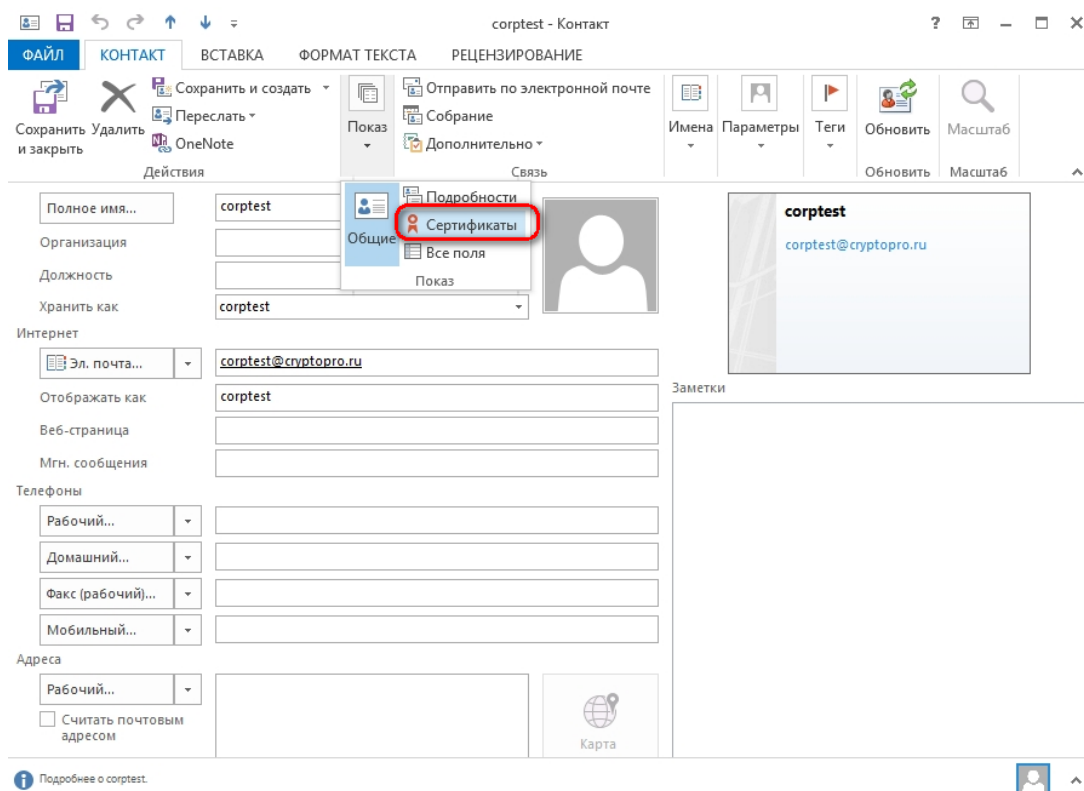 corptest - Контакт
ФАЙЛ КОНТАКТ ВСТАВКА ФОРМАТ ТЕКСТА РЕЦЕНЗИРОВАНИЕ
Сохранить и закрыть
Удалить
Сохранить и создать
Переслать
OneNote
Действия
Показ
Отправить по электронной почте
Собрание
Дополнительно
Связь
Имена
Параметры
Теги
Обновить
Обновить
Масштаб
Масштаб
Общие
Подробности
Сертификаты
Все поля
Показ
Полное имя... corptest
Организация
Должность
Хранить как corptest
Интернет
Эл. почта... corptest@cryptopro.ru
Отображать как corptest
Веб-страница
Мгн. сообщения
Телефоны
Рабочий...
Домашний...
Факс (рабочий)...
Мобильный...
Адреса
Рабочий...
Считать почтовым
адресом
Карта
corptest
corptest@cryptopro.ru
Заметки
Подробнее о corptest.